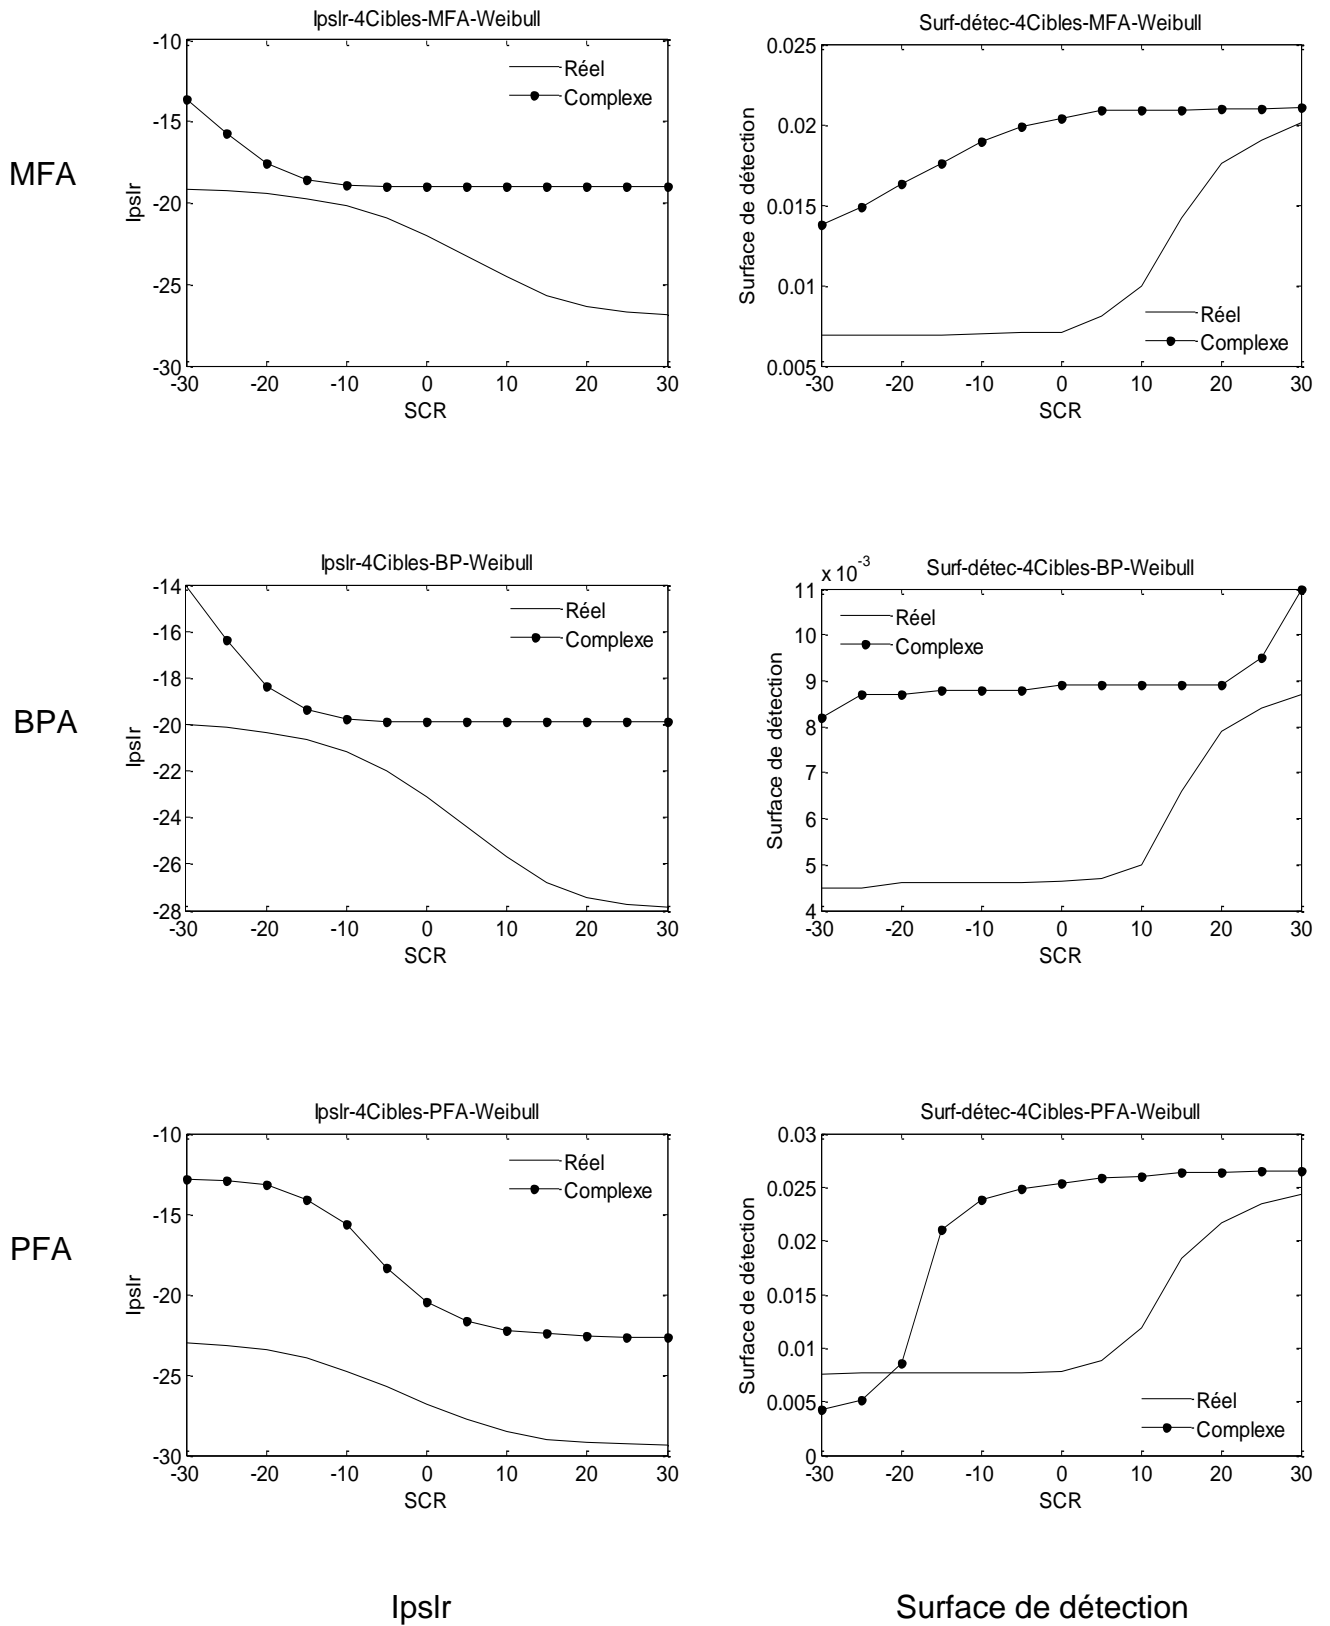 Ipslr-4Cibles-MFA-Weibull
-10
-15
-20
-25
-30
Ipslr
Réel
Complexe
-30 -20 -10 0 10 20 30
SCR
Surf-détec-4Cibles-MFA-Weibull
0.025
0.02
0.015
0.01
0.005
Surface de détection
Réel
Complexe
-30 -20 -10 0 10 20 30
SCR
MFA
Ipslr-4Cibles-BP-Weibull
-14
-16
-18
-20
-22
-24
-26
-28
Ipslr
Réel
Complexe
-30 -20 -10 0 10 20 30
SCR
x 10-3
Surf-détec-4Cibles-BP-Weibull
11
10
9
8
7
6
5
4
Surface de détection
Réel
Complexe
-30 -20 -10 0 10 20 30
SCR
BPA
Ipslr-4Cibles-PFA-Weibull
-10
-15
-20
-25
-30
Ipslr
Réel
Complexe
-30 -20 -10 0 10 20 30
SCR
Surf-détec-4Cibles-PFA-Weibull
0.03
0.025
0.02
0.015
0.01
0.005
0
Surface de détection
Réel
Complexe
-30 -20 -10 0 10 20 30
SCR
PFA
Ipslr
Surface de détection